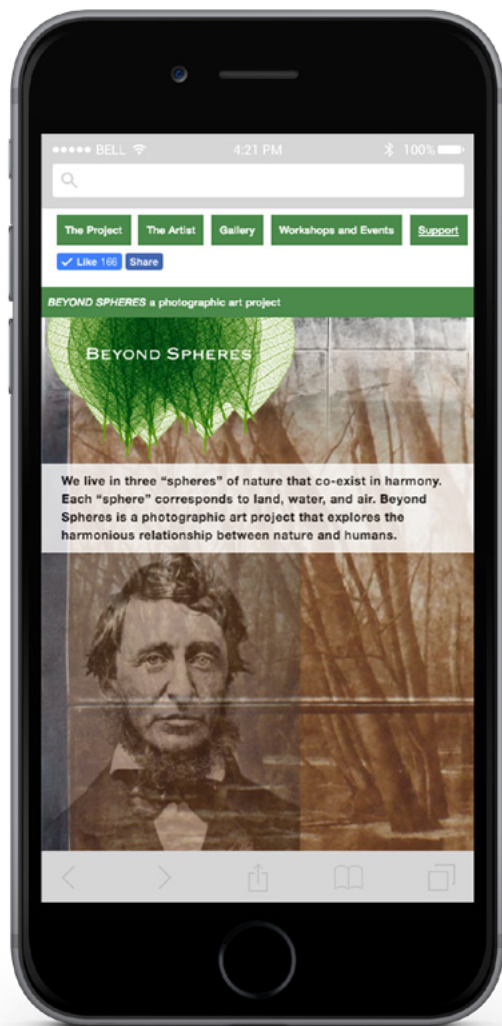 BELL 4:21 PM 100%
The Project The Artist Gallery Workshops and Events Support
Like 166 Share
BEYOND SPHERES a photographic art project
BEYOND SPHERES
We live in three “spheres” of nature that co-exist in harmony.
Each “sphere” corresponds to land, water, and air. Beyond
Spheres is a photographic art project that explores the
harmonious relationship between nature and humans.